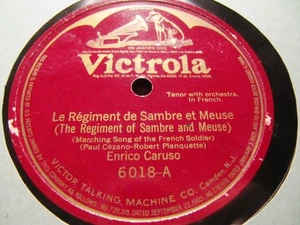 Victrola
Tenor with orchestra.
In French.
Le Régiment de Sambre et Meuse
(The Regiment of Sambre and Meuse)
(Marching Song of the French Soldier)
(Paul Cézano-Robert Planquette)
Enrico Caruso
6018-A
VICTOR TALKING MACHINE CO. Camden, N.J.